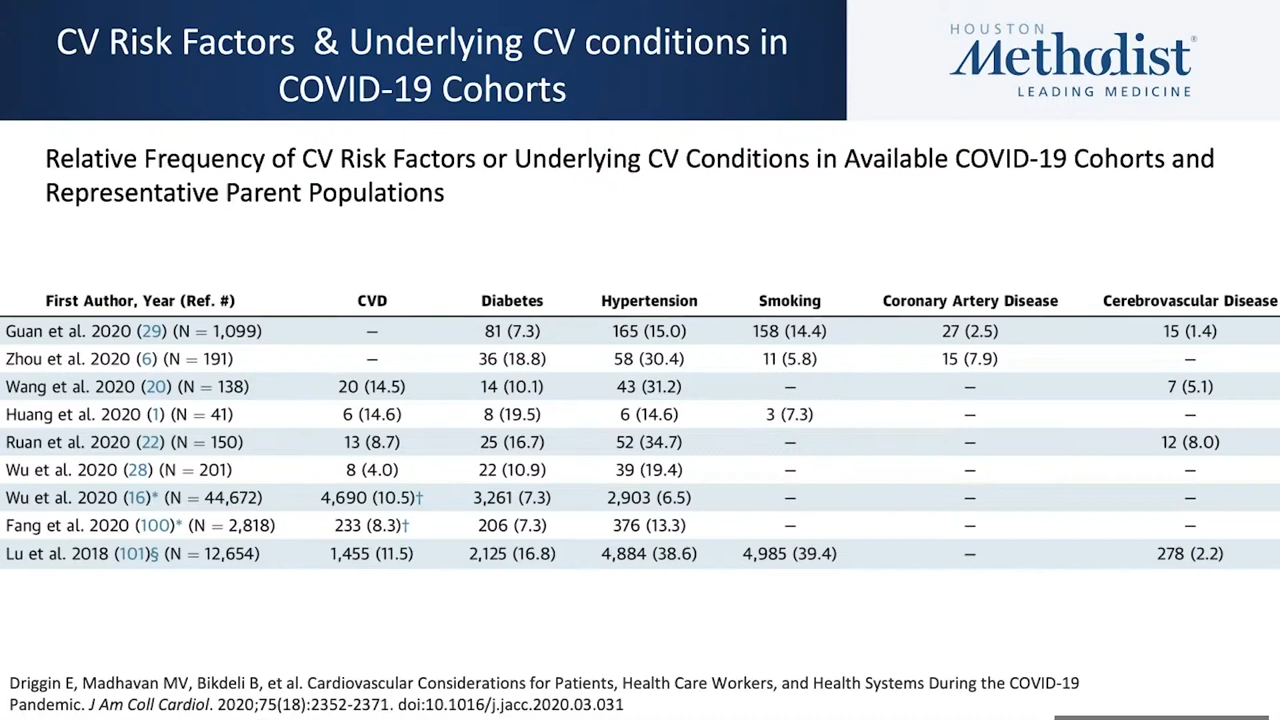 CV Risk Factors & Underlying CV conditions in
COVID-19 Cohorts
HOUSTON
Methodist®
LEADING MEDICINE
Relative Frequency of CV Risk Factors or Underlying CV Conditions in Available COVID-19 Cohorts and
Representative Parent Populations
First Author, Year (Ref. #) CVD Diabetes Hypertension Smoking Coronary Artery Disease Cerebrovascular Disease
Guan et al. 2020 (29) (N = 1,099) – 81 (7.3) 165 (15.0) 158 (14.4) 27 (2.5) 15 (1.4)
Zhou et al. 2020 (6) (N = 191) – 36 (18.8) 58 (30.4) 11 (5.8) 15 (7.9) –
Wang et al. 2020 (20) (N = 138) 20 (14.5) 14 (10.1) 43 (31.2) – – 7 (5.1)
Huang et al. 2020 (1) (N = 41) 6 (14.6) 8 (19.5) 6 (14.6) 3 (7.3) – –
Ruan et al. 2020 (22) (N = 150) 13 (8.7) 25 (16.7) 52 (34.7) – – 12 (8.0)
Wu et al. 2020 (28) (N = 201) 8 (4.0) 22 (10.9) 39 (19.4) – – –
Wu et al. 2020 (16)* (N = 44,672) 4,690 (10.5)† 3,261 (7.3) 2,903 (6.5) – – –
Fang et al. 2020 (100)* (N = 2,818) 233 (8.3)† 206 (7.3) 376 (13.3) – – –
Lu et al. 2018 (101)§ (N = 12,654) 1,455 (11.5) 2,125 (16.8) 4,884 (38.6) 4,985 (39.4) – 278 (2.2)
Driggin E, Madhavan MV, Bikdeli B, et al. Cardiovascular Considerations for Patients, Health Care Workers, and Health Systems During the COVID-19
Pandemic. J Am Coll Cardiol. 2020;75(18):2352-2371. doi:10.1016/j.jacc.2020.03.031